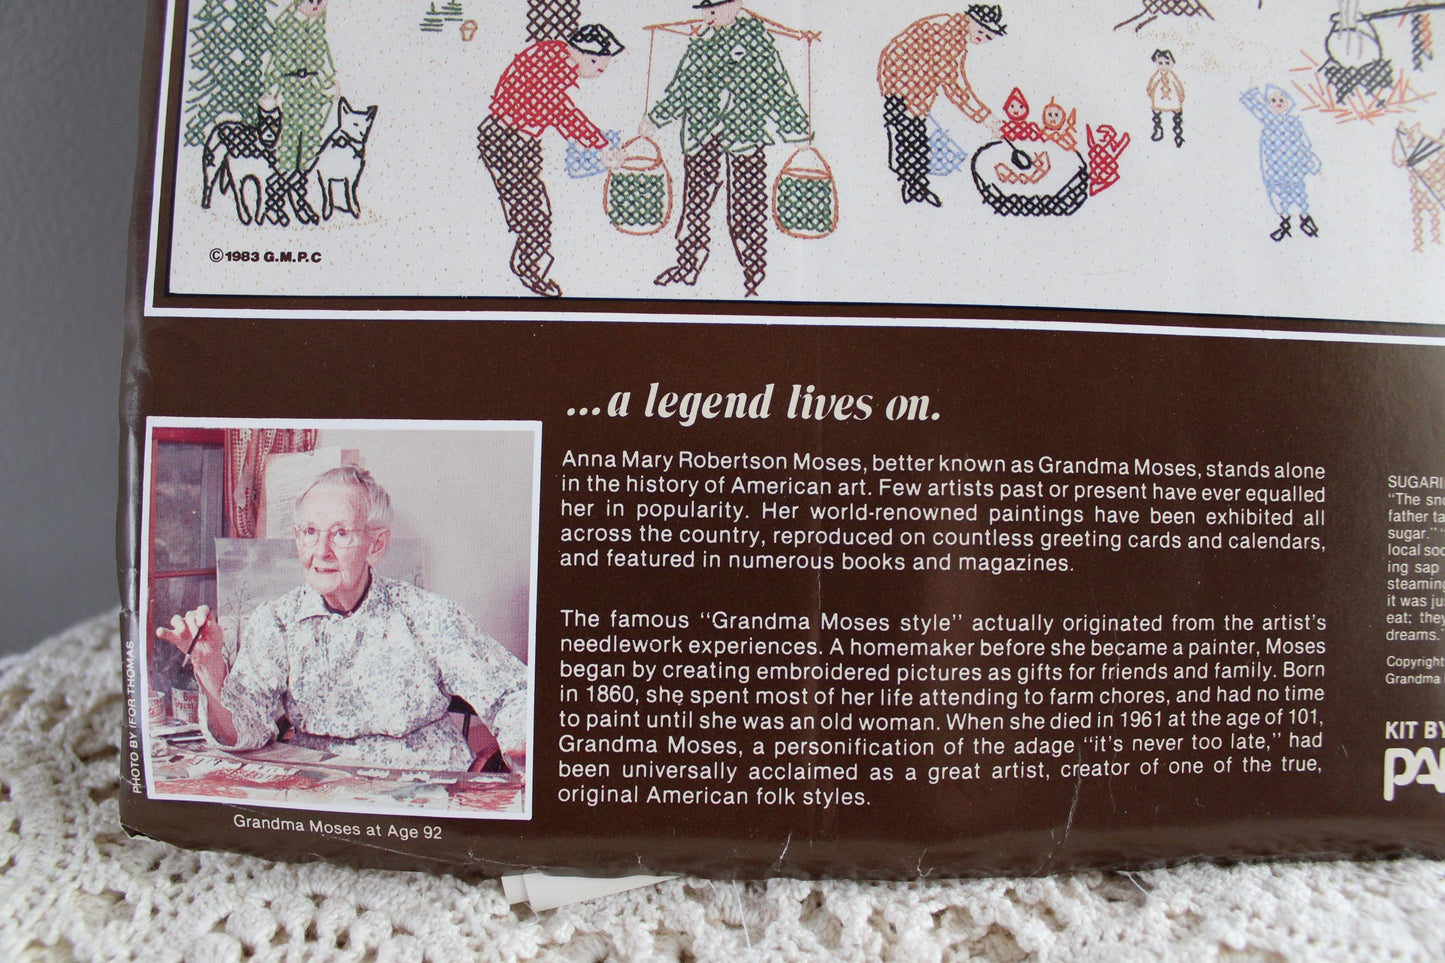 ©1983 G.M.P.C
...a legend lives on.
Anna Mary Robertson Moses, better known as Grandma Moses, stands alone
in the history of American art. Few artists past or present have ever equalled
her in popularity. Her world-renowned paintings have been exhibited all
across the country, reproduced on countless greeting cards and calendars,
and featured in numerous books and magazines.
The famous “Grandma Moses style” actually originated from the artist's
needlework experiences. A homemaker before she became a painter, Moses
began by creating embroidered pictures as gifts for friends and family. Born
in 1860, she spent most of her life attending to farm chores, and had no time
to paint until she was an old woman. When she died in 1961 at the age of 101,
Grandma Moses, a personification of the adage “it's never too late,” had
been universally acclaimed as a great artist, creator of one of the true,
original American folk styles.
PHOTO BY IFOR THOMAS
Grandma Moses at Age 92
“The
father
sugar.”
local
ing sap
steaming
it was
eat; they
dreams.
Copyright
Grandma
KIT BY